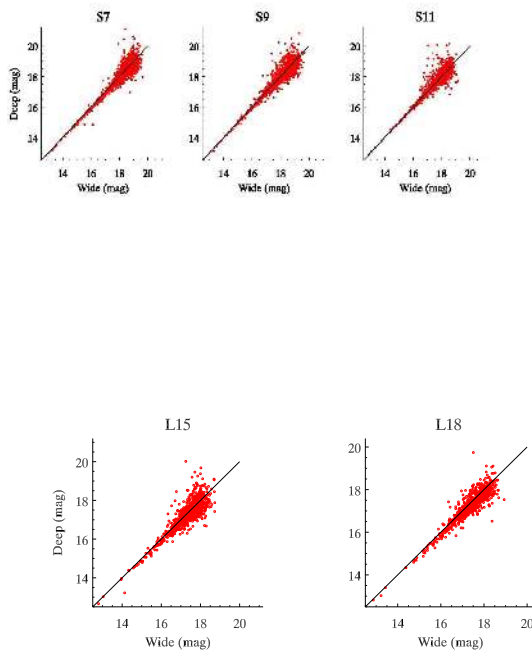 S7 S9 S11
20 20 20
18 18 18
16 16 16
14 14 14
Deep (mag)
14 16 18 20 14 16 18 20 14 16 18 20
Wide (mag) Wide (mag) Wide (mag)
L15 L18
20 20
18 18
16 16
14 14
Deep (mag)
14 16 18 20 14 16 18 20
Wide (mag) Wide (mag)